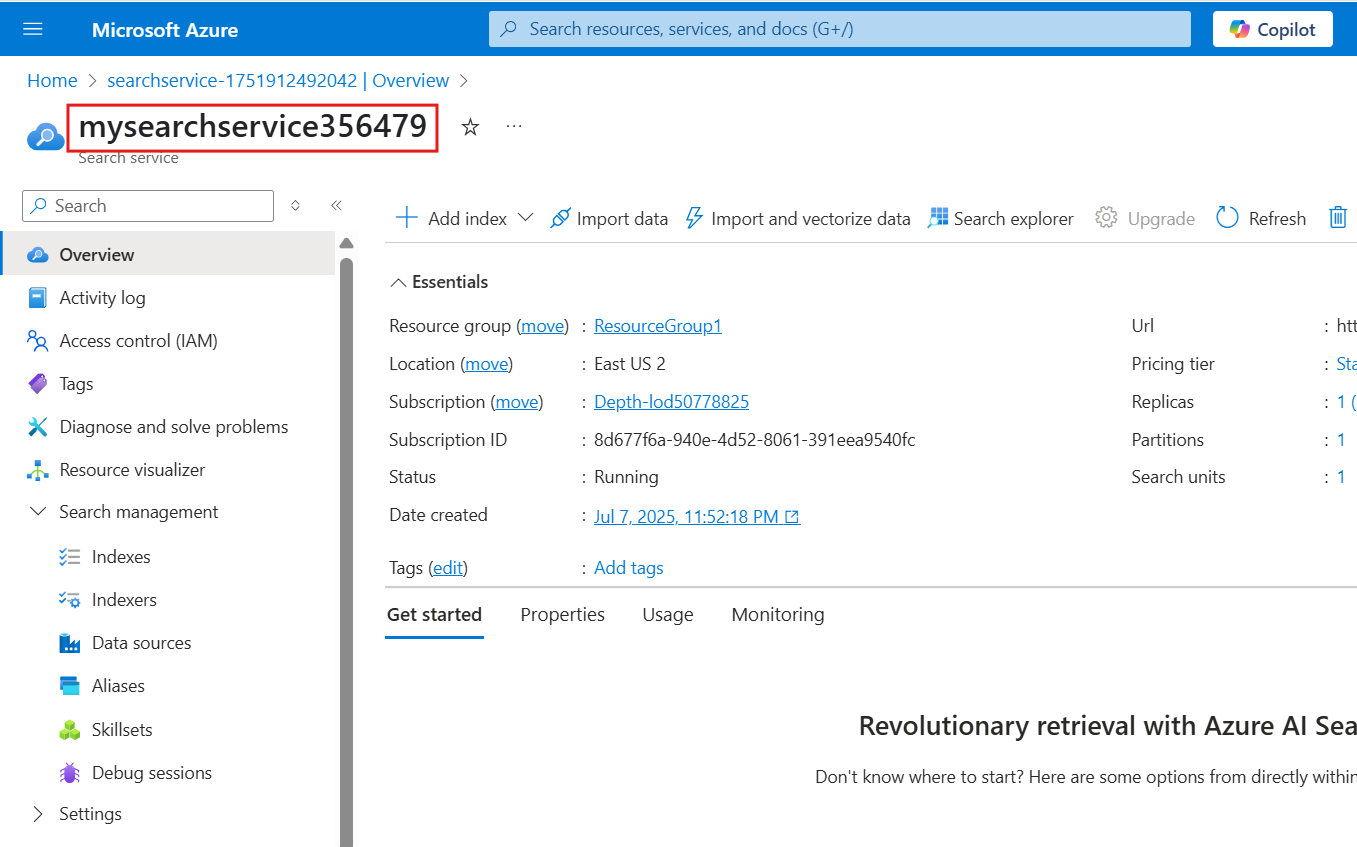 Microsoft Azure
Search resources, services, and docs (G+/)
Copilot
Home > searchservice-1751912492042 | Overview >
mysearchservice356479
Search service
Search
Add index
Import data
Import and vectorize data
Search explorer
Upgrade
Refresh
Overview
Activity log
Access control (IAM)
Tags
Diagnose and solve problems
Resource visualizer
Search management
Indexes
Indexers
Data sources
Aliases
Skillsets
Debug sessions
Settings
Essentials
Resource group (move) : ResourceGroup1
Location (move) : East US 2
Subscription (move) : Depth-lod50778825
Subscription ID : 8d677f6a-940e-4d52-8061-391eea9540fc
Status : Running
Date created : Jul 7, 2025, 11:52:18 PM
Tags (edit) : Add tags
Url : htt
Pricing tier : Sta
Replicas : 1 (
Partitions : 1
Search units : 1
Get started
Properties
Usage
Monitoring
Revolutionary retrieval with Azure AI Sea
Don't know where to start? Here are some options from directly within